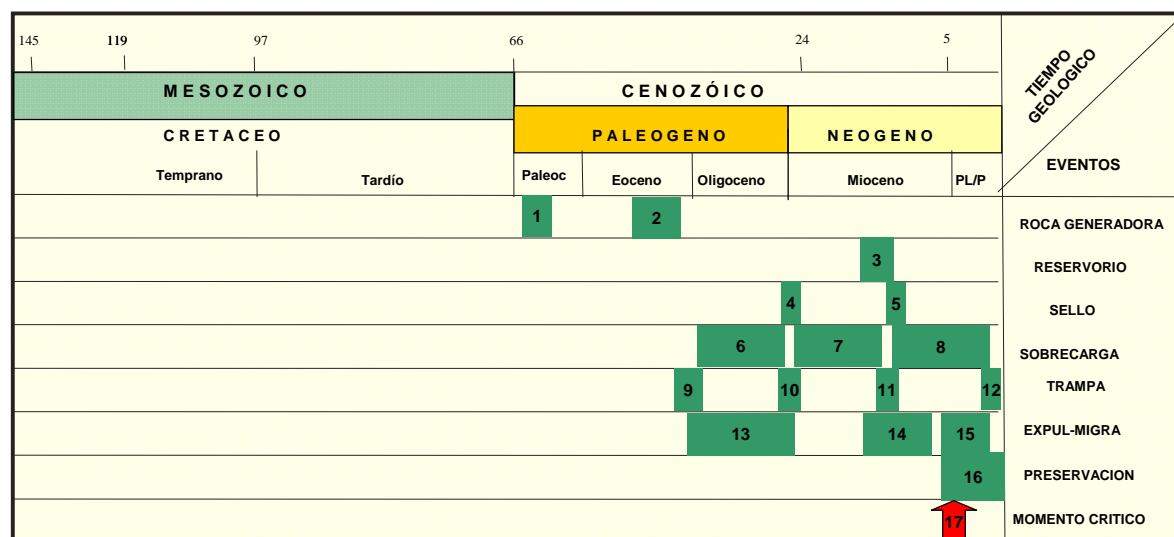 145 119 97 66 24 5
TIEMPO
GEOLOGICO
MESOZOICO CENOZÓICO
CRETACEO PALEOGENO NEOGENO
EVENTOS
Temprano Tardío Paleoc Eoceno Oligoceno Mioceno PL/P
1 2 ROCA GENERADORA
3 RESERVORIO
4 5 SELLO
6 7 8 SOBRECARGA
9 10 11 12 TRAMPA
13 14 15 EXPUL-MIGRA
16 PRESERVACION
17 MOMENTO CRITICO